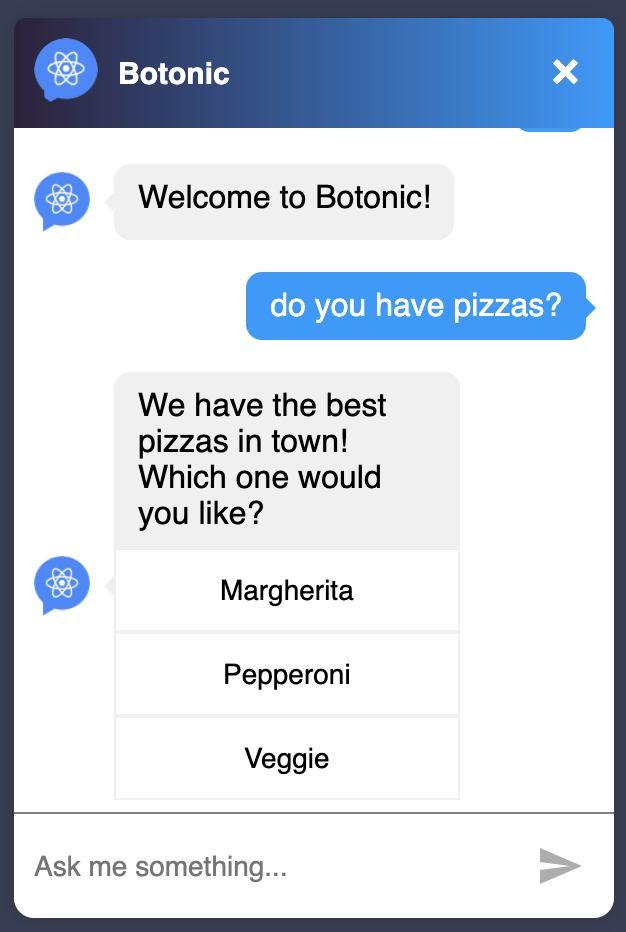 Botonic
Welcome to Botonic!
do you have pizzas?
We have the best
pizzas in town!
Which one would
you like?
Margherita
Pepperoni
Veggie
Ask me something...